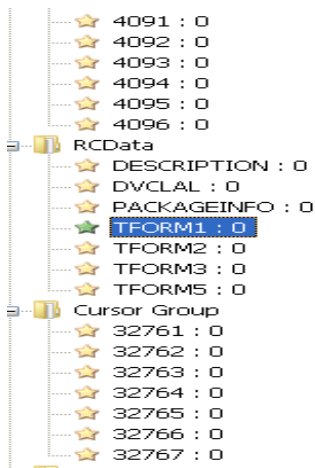 4091 : 0
4092 : 0
4093 : 0
4094 : 0
4095 : 0
4096 : 0
RCData
DESCRIPTION : 0
DVCLAL : 0
PACKAGEINFO : 0
TFORM1 : 0
TFORM2 : 0
TFORM3 : 0
TFORM5 : 0
Cursor Group
32761 : 0
32762 : 0
32763 : 0
32764 : 0
32765 : 0
32766 : 0
32767 : 0